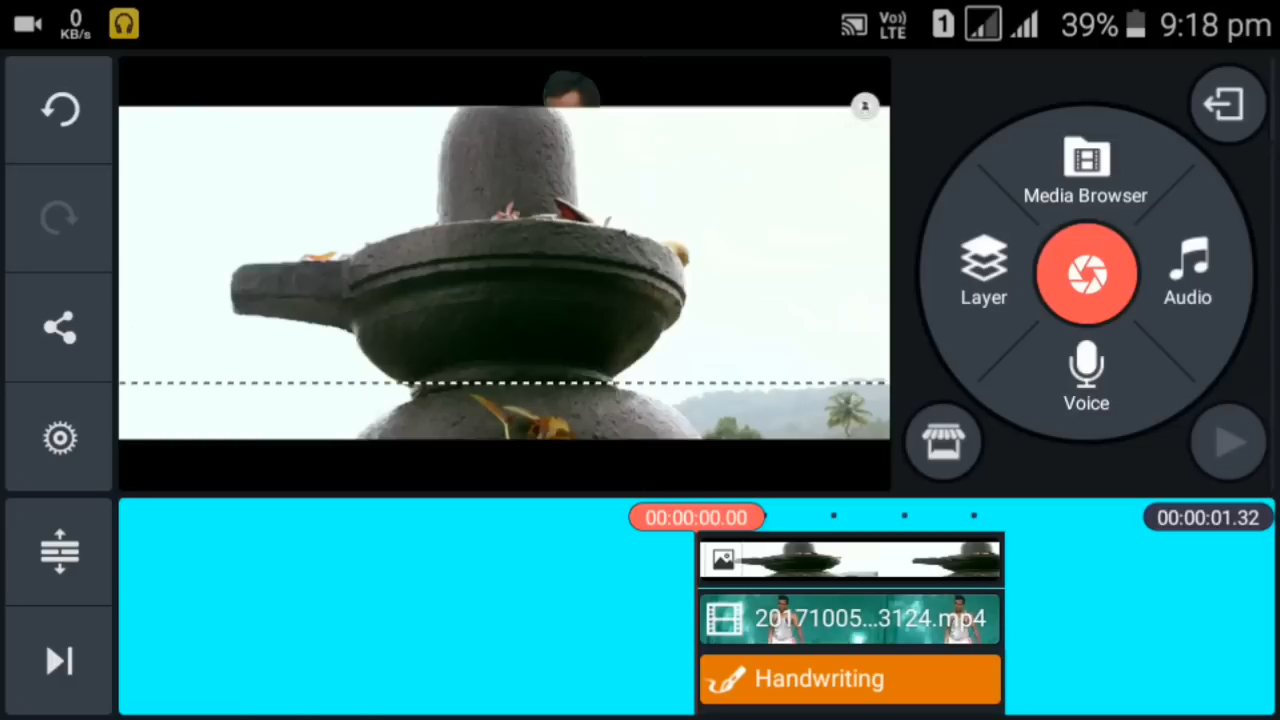 0
KB/s
Vo))
LTE
1
39%
9:18 pm
Media Browser
Layer
Audio
Voice
00:00:00.00
00:00:01.32
20171005...3124.mp4
Handwriting